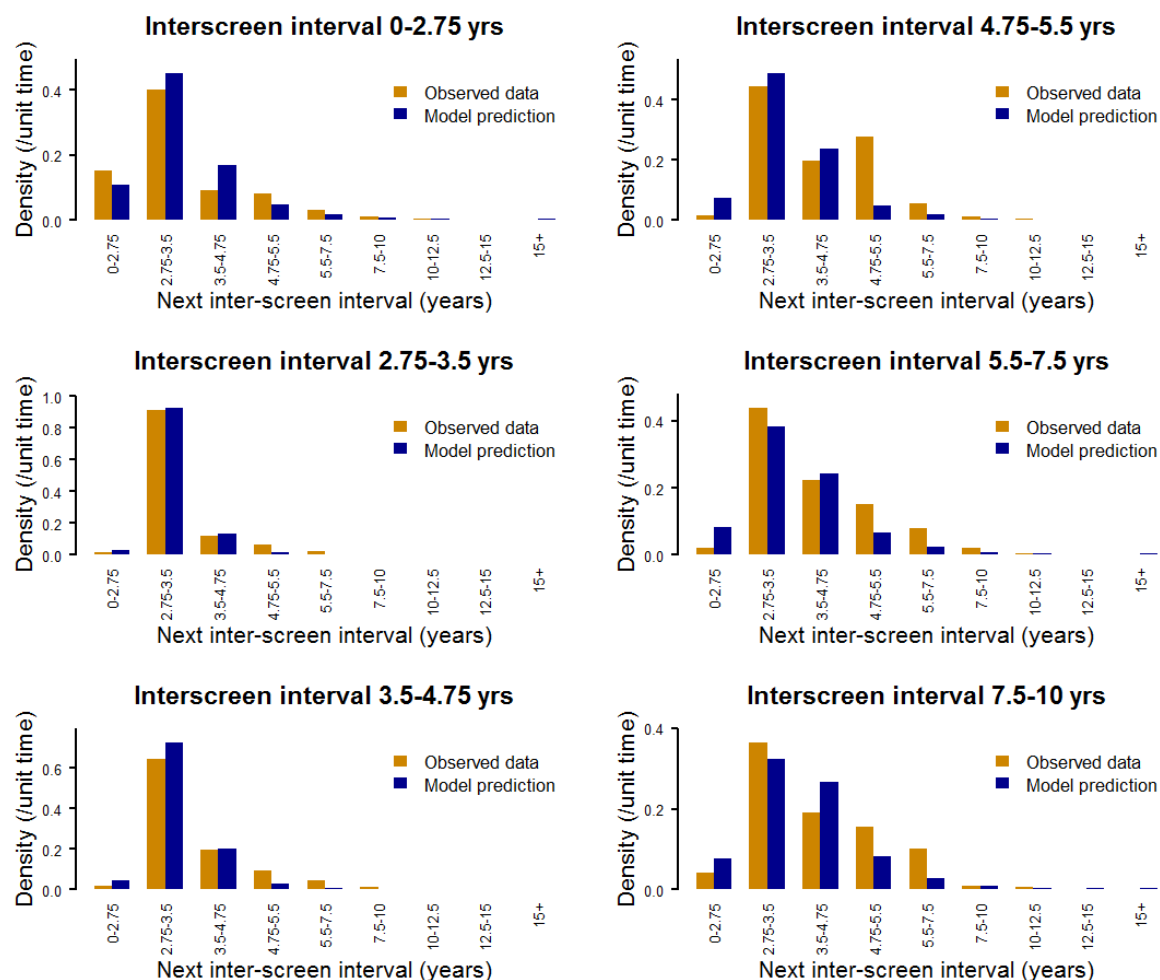 Interscreen interval 0-2.75 yrs
Density (/unit time)
0.4
0.2
0.0
Observed data
Model prediction
0-2.75
2.75-3.5
3.5-4.75
4.75-5.5
5.5-7.5
7.5-10
10-12.5
12.5-15
15+
Next inter-screen interval (years)
Interscreen interval 4.75-5.5 yrs
Density (/unit time)
0.4
0.2
0.0
Observed data
Model prediction
0-2.75
2.75-3.5
3.5-4.75
4.75-5.5
5.5-7.5
7.5-10
10-12.5
12.5-15
15+
Next inter-screen interval (years)
Interscreen interval 2.75-3.5 yrs
Density (/unit time)
1.0
0.8
0.6
0.4
0.2
0.0
Observed data
Model prediction
0-2.75
2.75-3.5
3.5-4.75
4.75-5.5
5.5-7.5
7.5-10
10-12.5
12.5-15
15+
Next inter-screen interval (years)
Interscreen interval 5.5-7.5 yrs
Density (/unit time)
0.4
0.2
0.0
Observed data
Model prediction
0-2.75
2.75-3.5
3.5-4.75
4.75-5.5
5.5-7.5
7.5-10
10-12.5
12.5-15
15+
Next inter-screen interval (years)
Interscreen interval 3.5-4.75 yrs
Density (/unit time)
0.6
0.4
0.2
0.0
Observed data
Model prediction
0-2.75
2.75-3.5
3.5-4.75
4.75-5.5
5.5-7.5
7.5-10
10-12.5
12.5-15
15+
Next inter-screen interval (years)
Interscreen interval 7.5-10 yrs
Density (/unit time)
0.4
0.2
0.0
Observed data
Model prediction
0-2.75
2.75-3.5
3.5-4.75
4.75-5.5
5.5-7.5
7.5-10
10-12.5
12.5-15
15+
Next inter-screen interval (years)